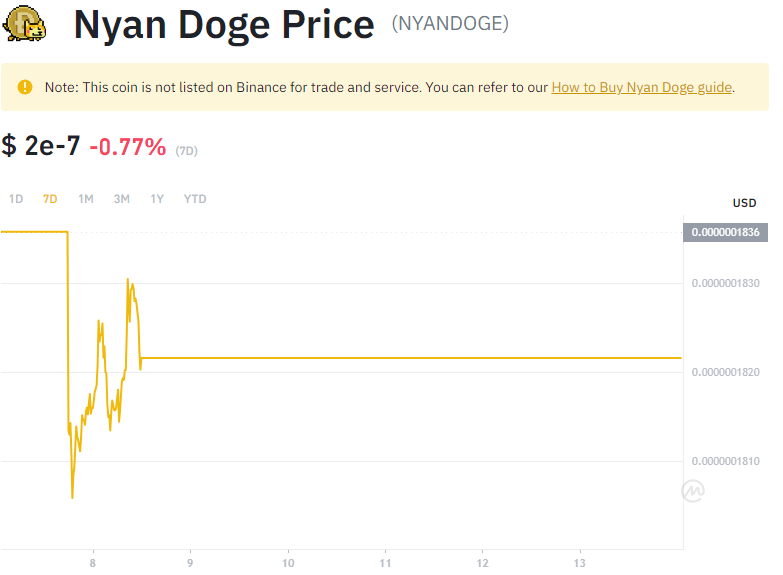 Nyan Doge Price (NYANDOGE)
Note: This coin is not listed on Binance for trade and service. You can refer to our How to Buy Nyan Doge guide.
$ 2e-7 -0.77% (7D)
1D 7D 1M 3M 1Y YTD
USD
0.0000001836
0.0000001830
0.0000001820
0.0000001810
8 9 10 11 12 13